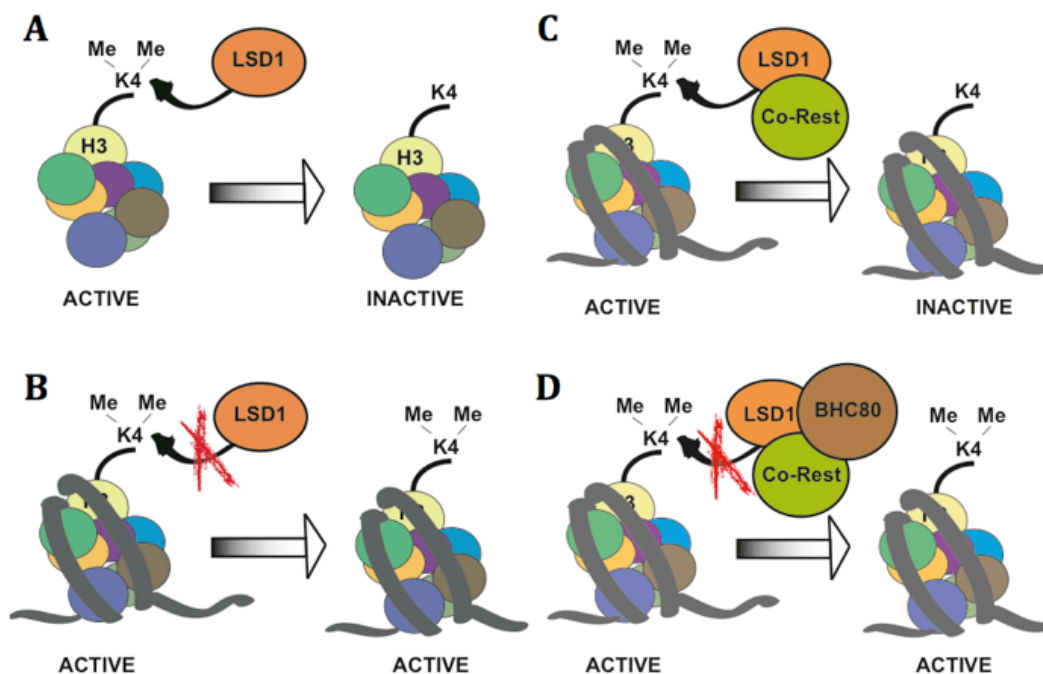 A
Me Me
K4
LSD1
H3
K4
H3
ACTIVE
INACTIVE
C
Me Me
K4
LSD1
Co-Rest
K4
ACTIVE
INACTIVE
B
Me Me
K4
LSD1
Me Me
K4
ACTIVE
ACTIVE
D
Me Me
K4
LSD1
BHC80
Co-Rest
Me Me
K4
ACTIVE
ACTIVE